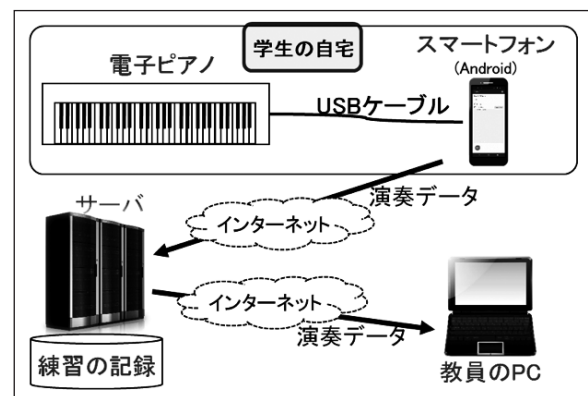 学生の自宅
電子ピアノ
スマートフォン
(Android)
USBケーブル
演奏データ
サーバ
インターネット
インターネット
演奏データ
練習の記録
教員のPC